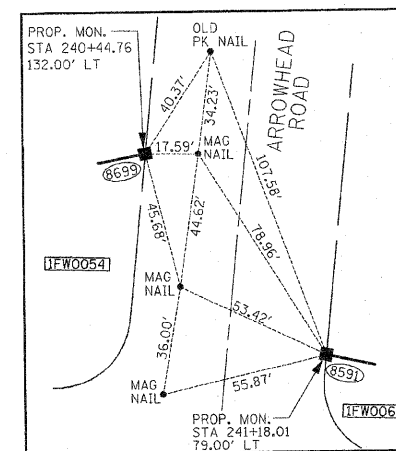 PROP. MON.
STA 240+44.76
132.00' LT
OLD
PK NAIL
ARROWHEAD
ROAD
40.37'
34.23'
107.58'
17.59'
MAG
NAIL
8699
45.68'
44.62'
78.96'
1FW0054
MAG
NAIL
53.42'
36.00'
55.87'
MAG
NAIL
8591
PROP. MON.
STA 241+18.01
79.00' LT
1FW006